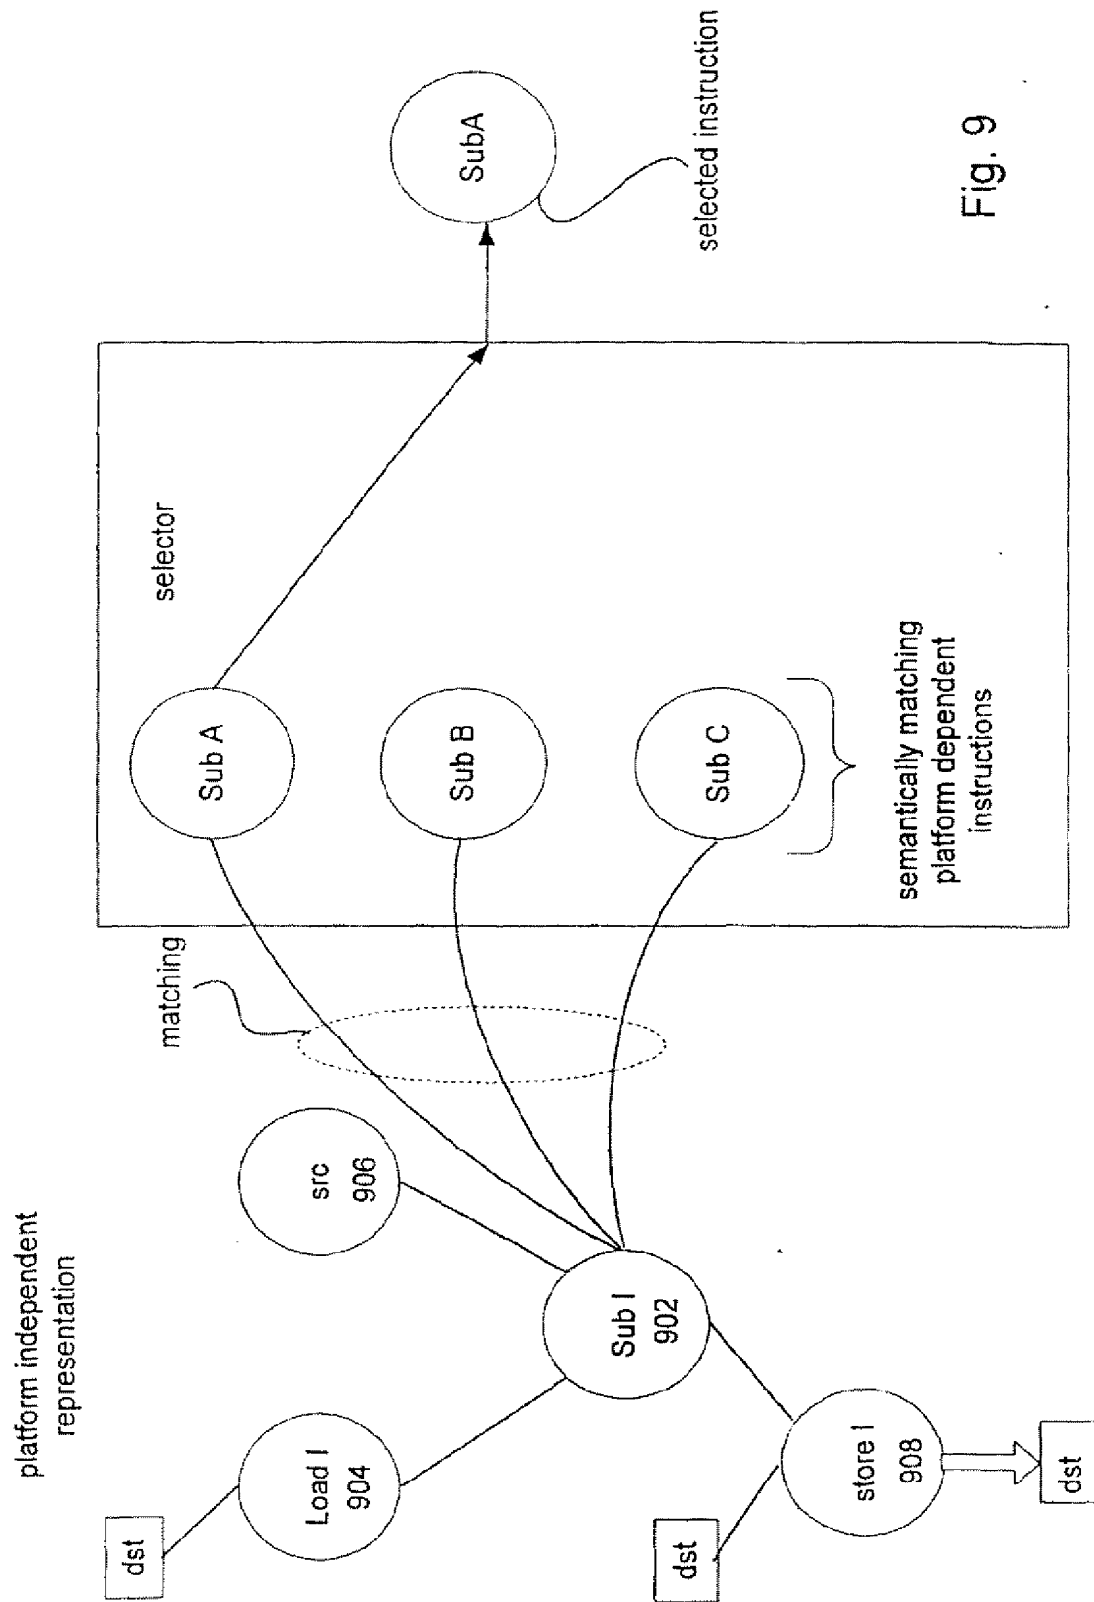 platform independent
representation
dst
Load I
904
src
906
Sub I
902
dst
store I
908
dst
matching
selector
Sub A
Sub B
Sub C
semantically matching
platform dependent
instructions
SubA
selected instruction
Fig. 9